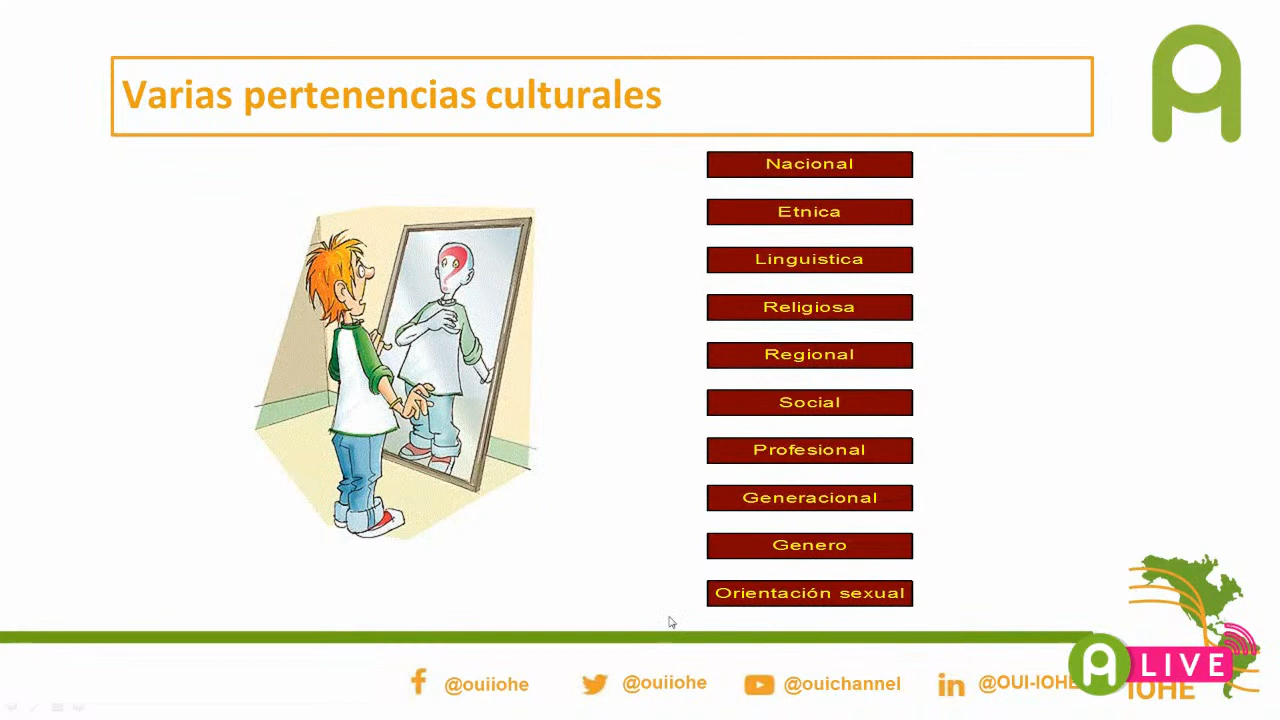 Varias pertenencias culturales
Nacional
Etnica
Linguistica
Religiosa
Regional
Social
Profesional
Generacional
Genero
Orientación sexual
@ouiiohe
@ouiiohe
@ouichannel
@OUI-IOHE
LIVE
IOHE